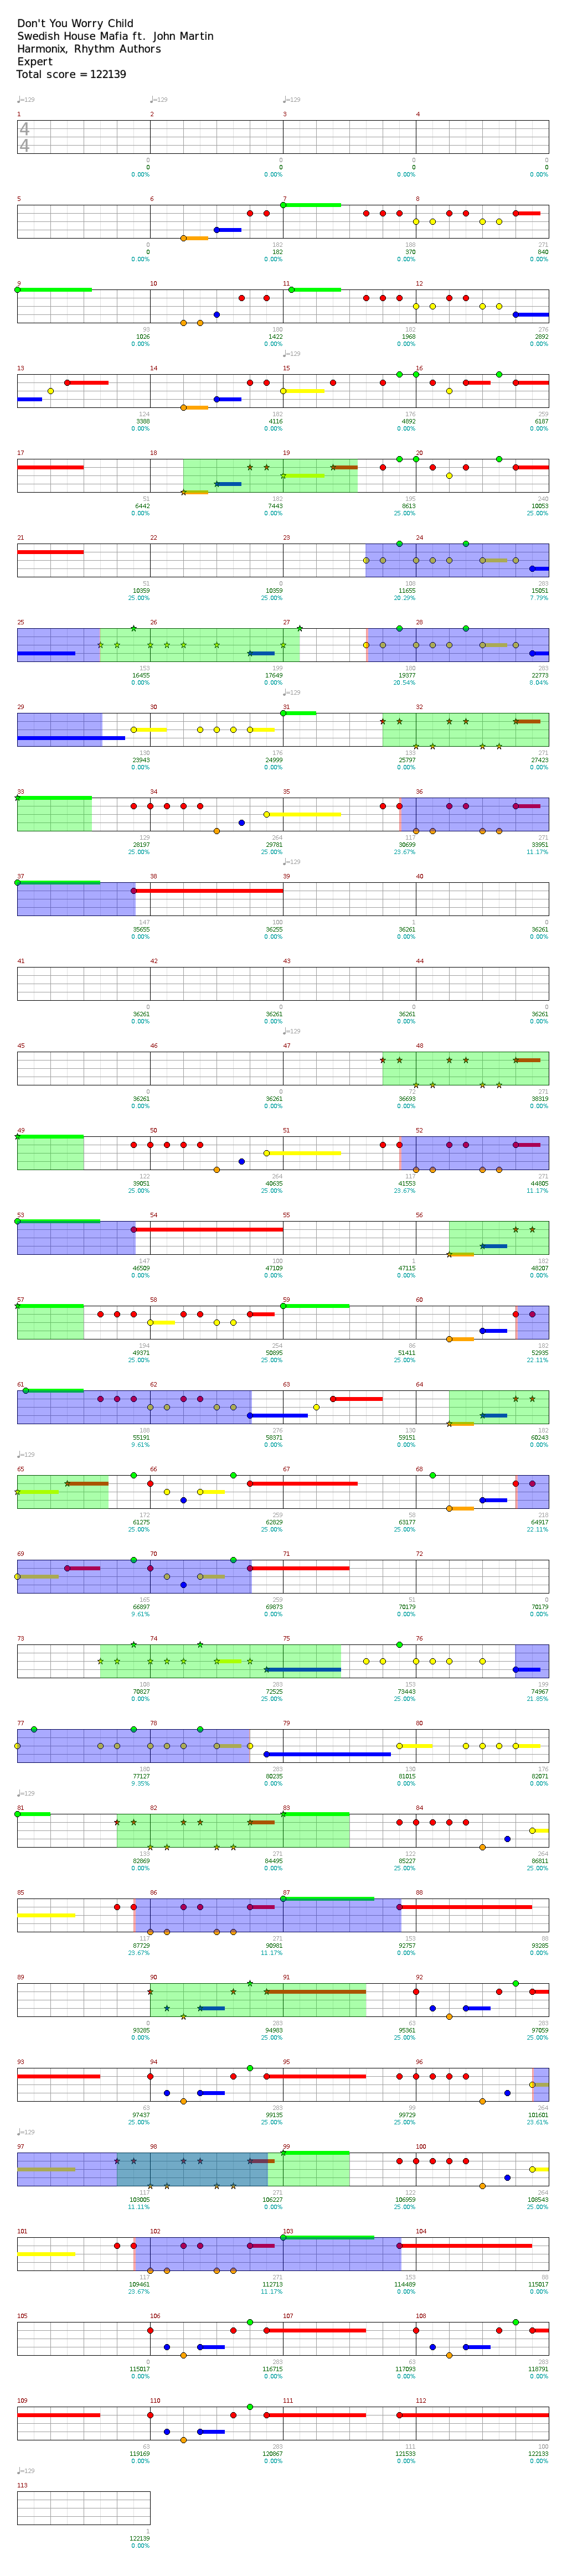 Don't You Worry Child
Swedish House Mafia ft. John Martin
Harmonix, Rhythm Authors
Expert
Total score = 122139
♩=129 ♩=129 ♩=129
1 2 3 4
4
4
0 0 0 0
0 0 0 0
0.00% 0.00% 0.00% 0.00%
5 6 7 8
0 182 188 271
0 182 370 840
0.00% 0.00% 0.00% 0.00%
9 10 11 12
93 180 182 276
1026 1422 1968 2892
0.00% 0.00% 0.00% 0.00%
♩=129
13 14 15 16
124 182 176 259
3388 4116 4892 6187
0.00% 0.00% 0.00% 0.00%
17 18 19 20
51 182 195 240
6442 7443 8613 10053
0.00% 0.00% 25.00% 25.00%
21 22 23 24
51 0 108 283
10359 10359 11655 15051
25.00% 25.00% 20.29% 7.79%
25 26 27 28
153 199 180 283
16455 17649 19377 22773
0.00% 0.00% 20.54% 8.04%
♩=129
29 30 31 32
130 176 133 271
23943 24999 25797 27423
0.00% 0.00% 0.00% 0.00%
33 34 35 36
129 264 117 271
28197 29781 30699 33951
25.00% 25.00% 23.67% 11.17%
♩=129
37 38 39 40
147 100 1 0
35655 36255 36261 36261
0.00% 0.00% 0.00% 0.00%
41 42 43 44
0 0 0 0
36261 36261 36261 36261
0.00% 0.00% 0.00% 0.00%
♩=129
45 46 47 48
0 0 72 271
36261 36261 36693 38319
0.00% 0.00% 0.00% 0.00%
49 50 51 52
122 264 117 271
39051 40635 41553 44805
25.00% 25.00% 23.67% 11.17%
53 54 55 56
147 100 1 182
46509 47109 47115 48207
0.00% 0.00% 0.00% 0.00%
57 58 59 60
194 254 86 182
49371 50895 51411 52935
25.00% 25.00% 25.00% 22.11%
61 62 63 64
188 276 130 182
55191 58371 59151 60243
9.61% 0.00% 0.00% 0.00%
♩=129
65 66 67 68
172 259 58 218
61275 62829 63177 64917
25.00% 25.00% 25.00% 22.11%
69 70 71 72
165 259 51 0
66897 69873 70179 70179
9.61% 0.00% 0.00% 0.00%
73 74 75 76
108 283 153 199
70827 72525 73443 74967
0.00% 25.00% 25.00% 21.85%
77 78 79 80
180 283 130 176
77127 80235 81015 82071
9.35% 0.00% 0.00% 0.00%
♩=129
81 82 83 84
133 271 122 264
82869 84495 85227 86811
0.00% 0.00% 25.00% 25.00%
85 86 87 88
117 271 153 88
87729 90981 92757 93285
23.67% 11.17% 0.00% 0.00%
89 90 91 92
0 283 63 283
93285 94983 95361 97059
0.00% 25.00% 25.00% 25.00%
93 94 95 96
63 283 99 264
97437 99135 99729 101601
25.00% 25.00% 25.00% 23.61%
♩=129
97 98 99 100
117 271 122 264
103005 106227 106959 108543
11.11% 0.00% 25.00% 25.00%
101 102 103 104
117 271 153 88
109461 112713 114489 115017
23.67% 11.17% 0.00% 0.00%
105 106 107 108
0 283 63 283
115017 116715 117093 118791
0.00% 0.00% 0.00% 0.00%
109 110 111 112
63 283 111 100
119169 120867 121533 122133
0.00% 0.00% 0.00% 0.00%
♩=129
113
1
122139
0.00%